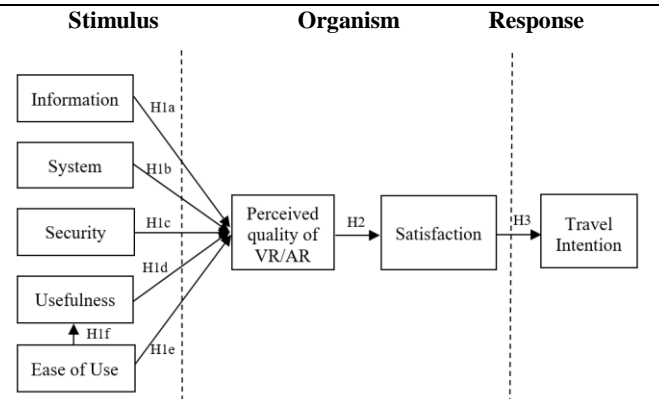 Stimulus Organism Response
Information
H1a
System
H1b
Security
H1c
Usefulness
H1d
H1f
Ease of Use
H1e
Perceived
quality of
VR/AR
H2
Satisfaction
H3
Travel
Intention